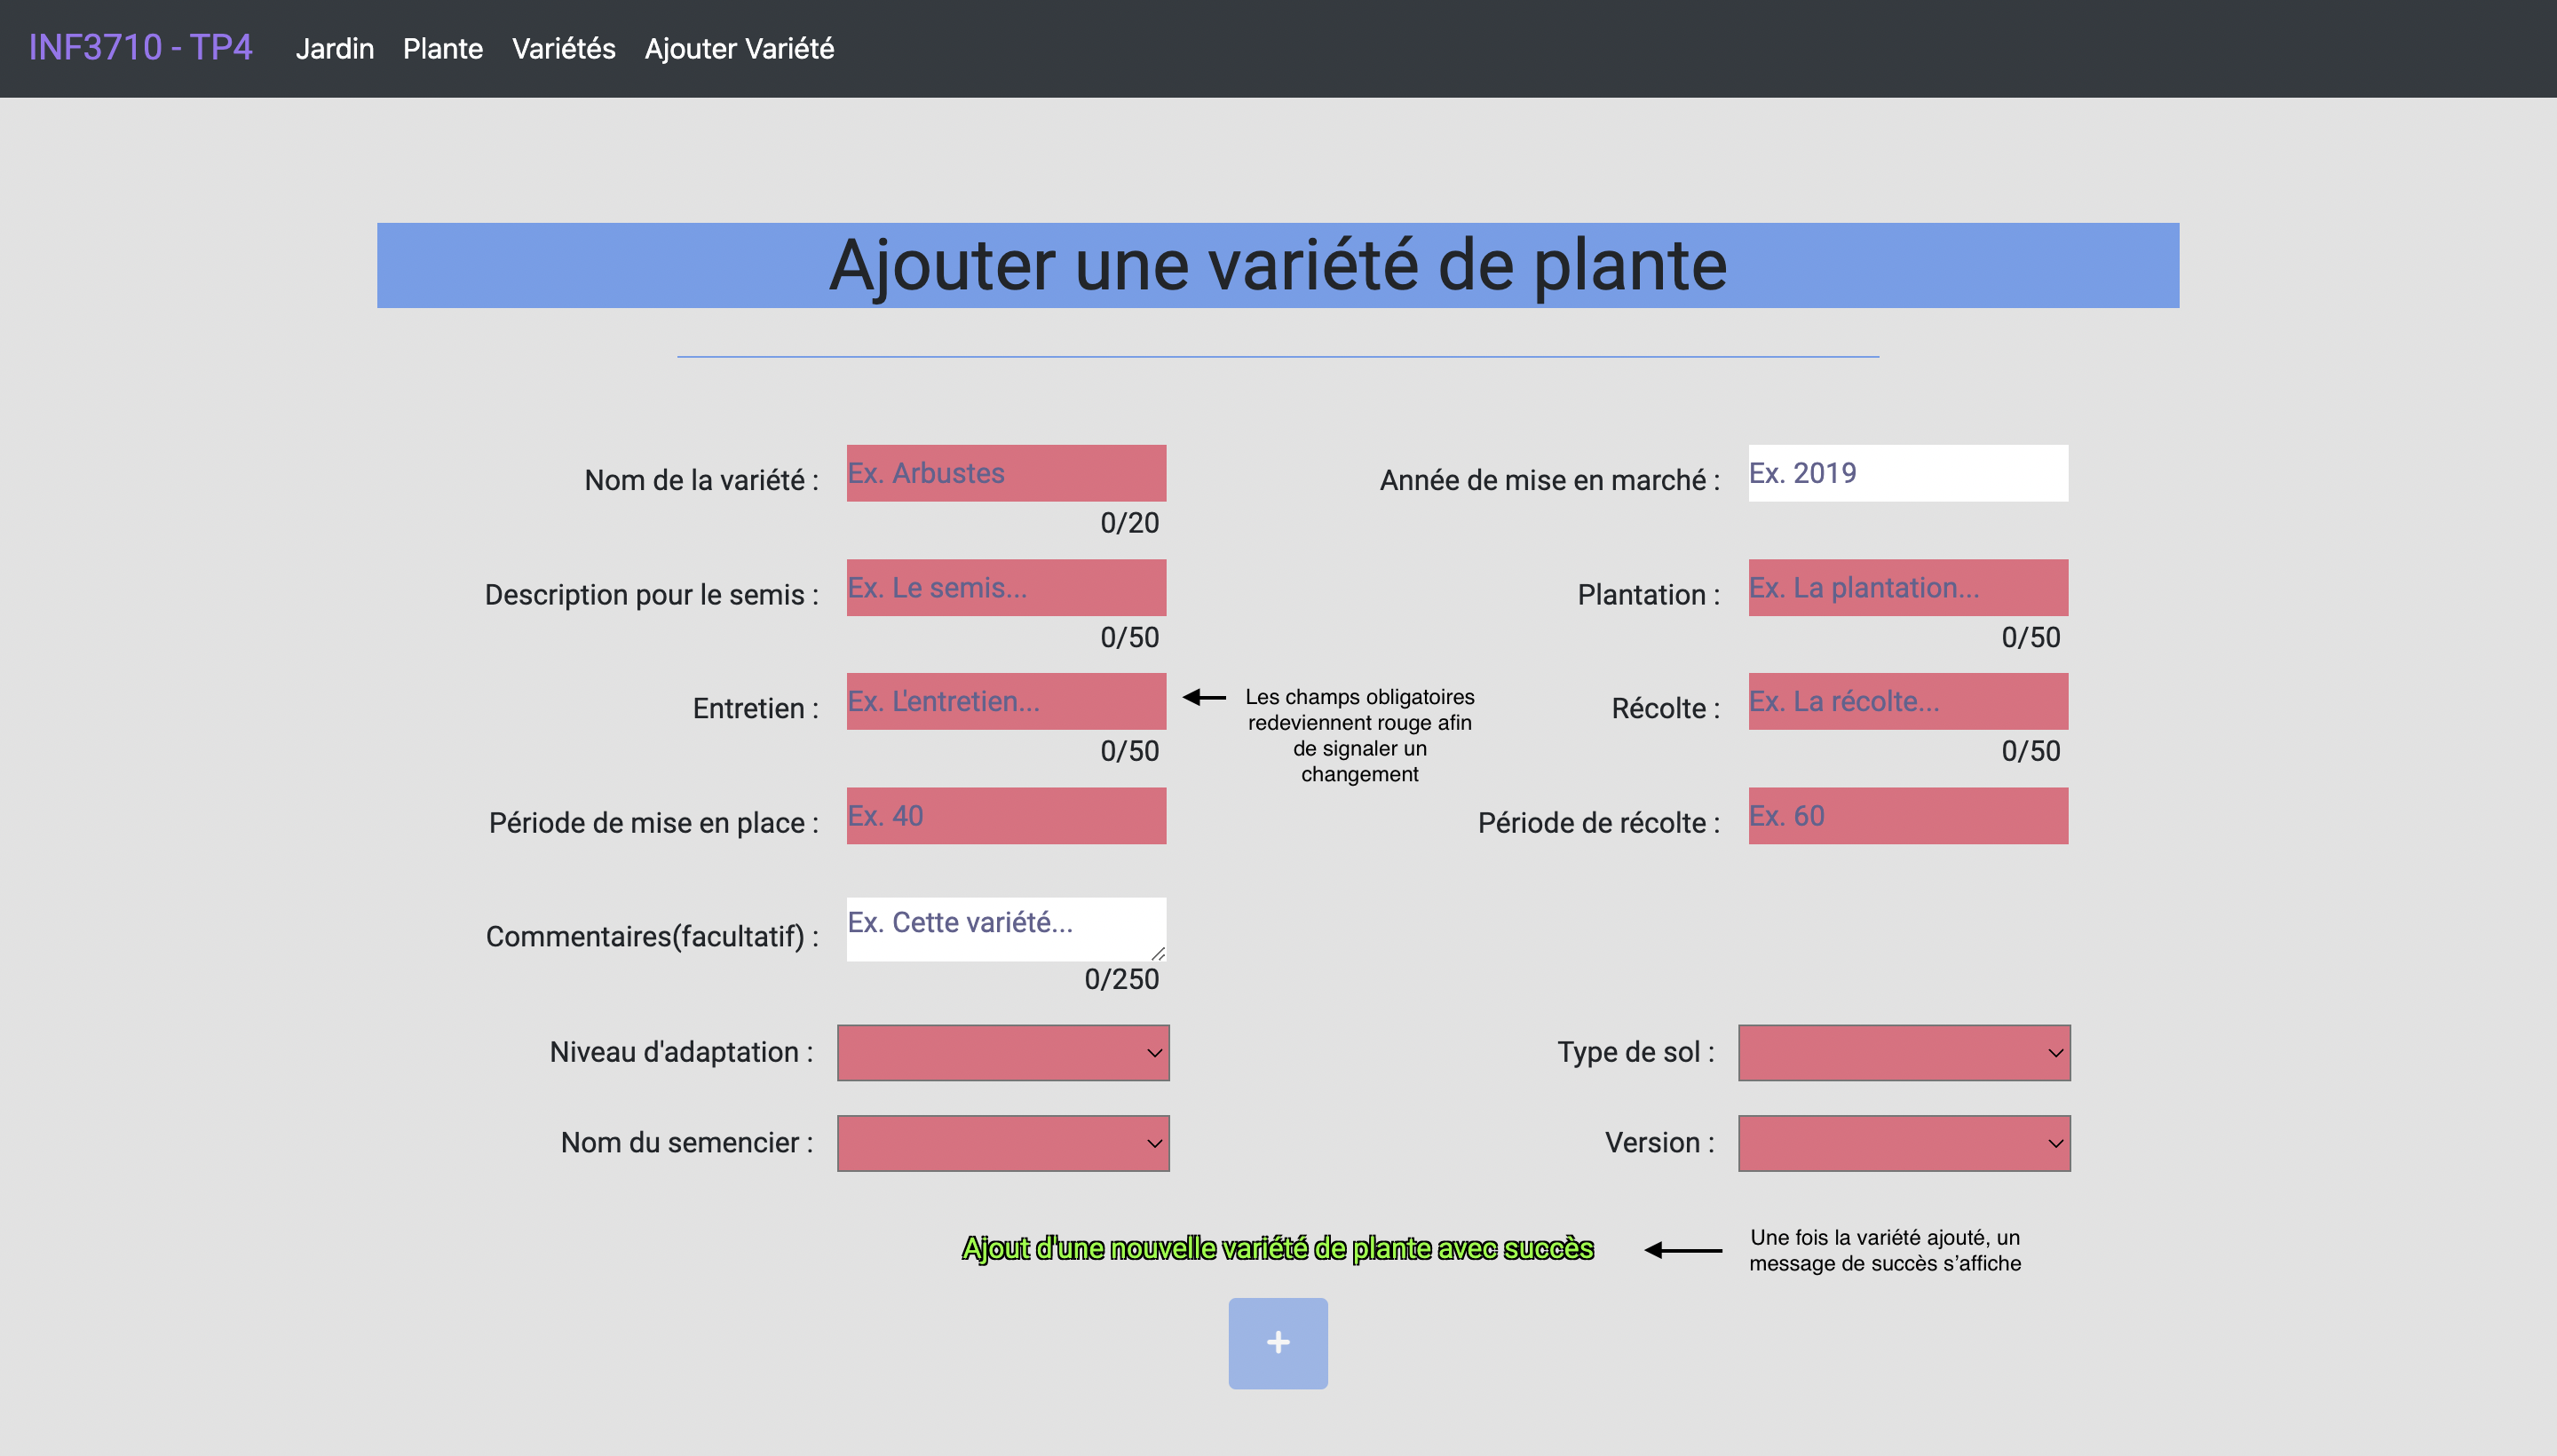 INF3710 - TP4 Jardin Plante Variétés Ajouter Variété
Ajouter une variété de plante
Nom de la variété : Ex. Arbustes
0/20
Année de mise en marché : Ex. 2019
Description pour le semis : Ex. Le semis...
0/50
Plantation : Ex. La plantation...
0/50
Entretien : Ex. L'entretien...
0/50
Les champs obligatoires
redeviennent rouge afin
de signaler un
changement
Récolte : Ex. La récolte...
0/50
Période de mise en place : Ex. 40
Période de récolte : Ex. 60
Commentaires(facultatif) : Ex. Cette variété...
0/250
Niveau d'adaptation :
Type de sol :
Nom du semencier :
Version :
Ajout d'une nouvelle variété de plante avec succès
Une fois la variété ajouté, un
message de succès s’affiche
+